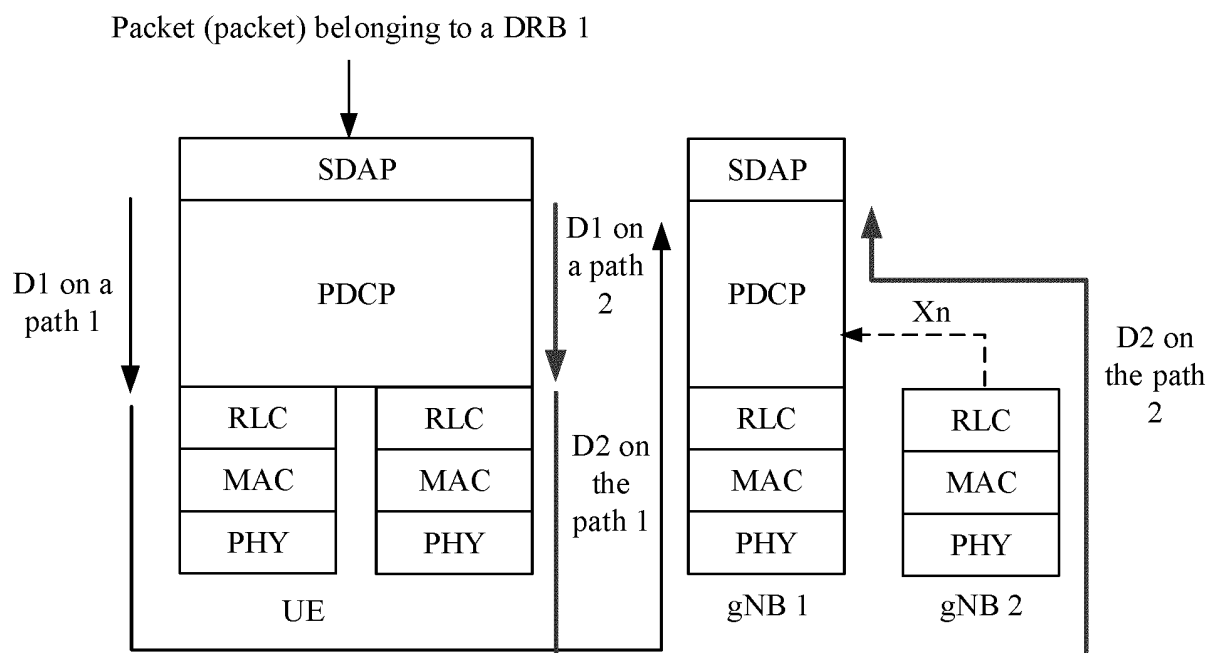 Packet (packet) belonging to a DRB 1
SDAP
PDCP
RLC
MAC
PHY
RLC
MAC
PHY
UE
D1 on a
path 1
D1 on
a path
2
D2 on
the
path 1
SDAP
PDCP
RLC
MAC
PHY
gNB 1
Xn
RLC
MAC
PHY
gNB 2
D2 on
the path
2